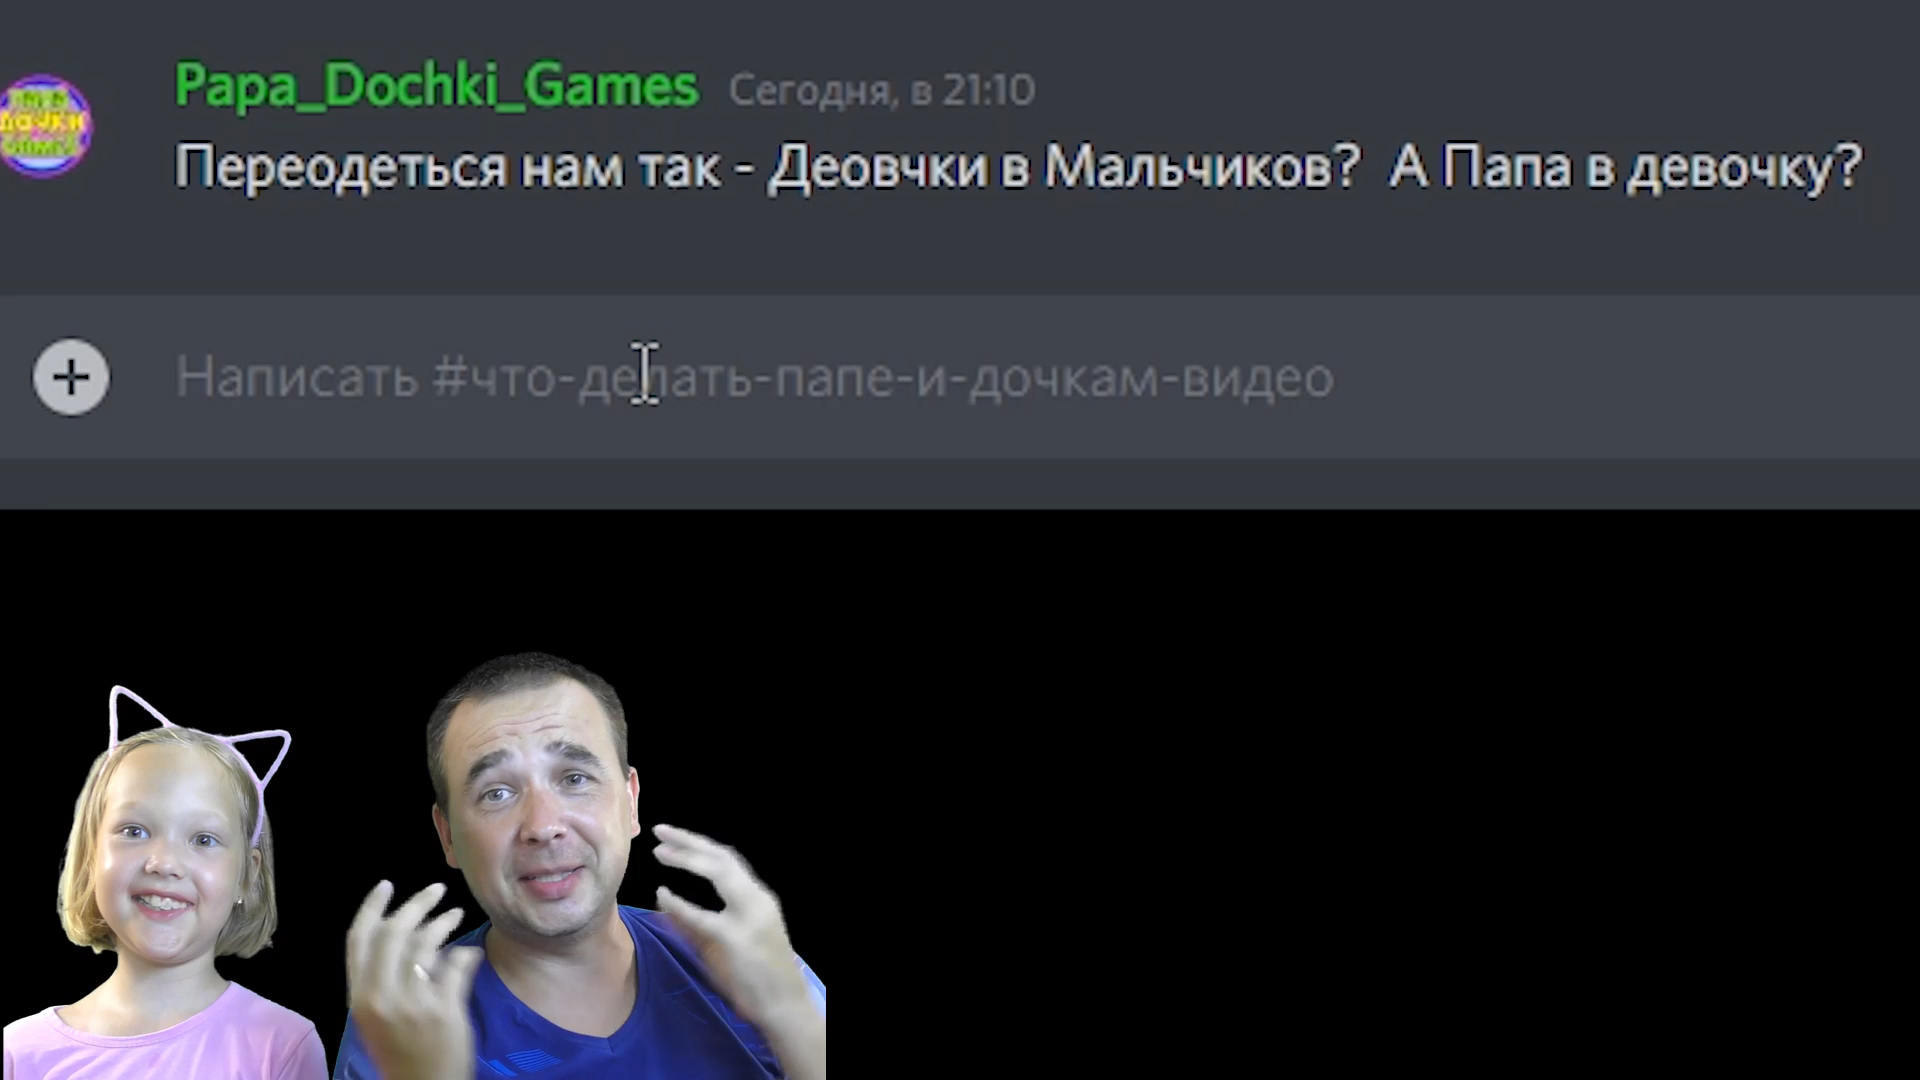 Papa_Dochki_Games Сегодня, в 21:10
Переодеться нам так - Деовчки в Мальчиков? А Папа в девочку?
Написать #что-делать-папе-и-дочкам-видео